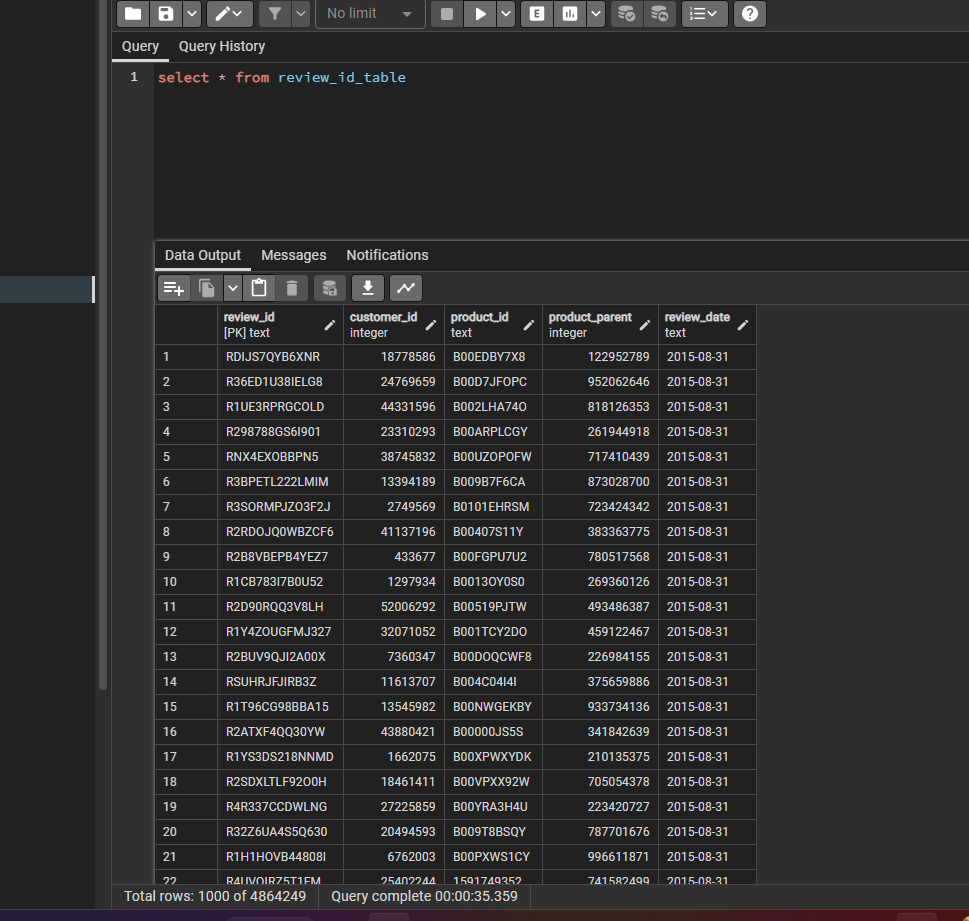 No limit
E
Query Query History
1 select * from review_id_table
Data Output Messages Notifications
review_id customer_id product_id product_parent review_date
[PK] text integer text integer text
1 RDIJS7QYB6XNR 18778586 B00EDBY7X8 122952789 2015-08-31
2 R36ED1U38IELG8 24769659 B00D7JFOPC 952062646 2015-08-31
3 R1UE3RPRGCOLD 44331596 B002LHA74O 818126353 2015-08-31
4 R298788GS6I901 23310293 B00ARPLCGY 261944918 2015-08-31
5 RNX4EXOBBPN5 38745832 B00UZOPOFW 717410439 2015-08-31
6 R3BPETL222LMIM 13394189 B009B7F6CA 873028700 2015-08-31
7 R3SORMPJZO3F2J 2749569 B0101EHRSM 723424342 2015-08-31
8 R2RDOJQ0WBZCF6 41137196 B00407S11Y 383363775 2015-08-31
9 R2B8VBEPB4YEZ7 433677 B00FGPU7U2 780517568 2015-08-31
10 R1CB783I7B0U52 1297934 B0013OY0S0 269360126 2015-08-31
11 R2D90RQQ3V8LH 52006292 B00519PJTW 493486387 2015-08-31
12 R1Y4ZOUGFMJ327 32071052 B001TCY2DO 459122467 2015-08-31
13 R2BUV9QJI2A00X 7360347 B00DOQCWF8 226984155 2015-08-31
14 RSUHRJFJIRB3Z 11613707 B004C04I4I 375659886 2015-08-31
15 R1T96CG98BBA15 13545982 B00NWGEKBY 933734136 2015-08-31
16 R2ATXF4QQ30YW 43880421 B00000JS5S 341842639 2015-08-31
17 R1YS3DS218NNMD 1662075 B00XPWXYDK 210135375 2015-08-31
18 R2SDXLTLF92O0H 18461411 B00VPXX92W 705054378 2015-08-31
19 R4R337CCDWLNG 27225859 B00YRA3H4U 223420727 2015-08-31
20 R32Z6UA4S5Q630 20494593 B009T8BSQY 787701676 2015-08-31
21 R1H1HOVB44808I 6762003 B00PXWS1CY 996611871 2015-08-31
22 R4UVQIRZ5T1FM 25402244 1591749352 741582499 2015-08-31
Total rows: 1000 of 4864249 Query complete 00:00:35.359